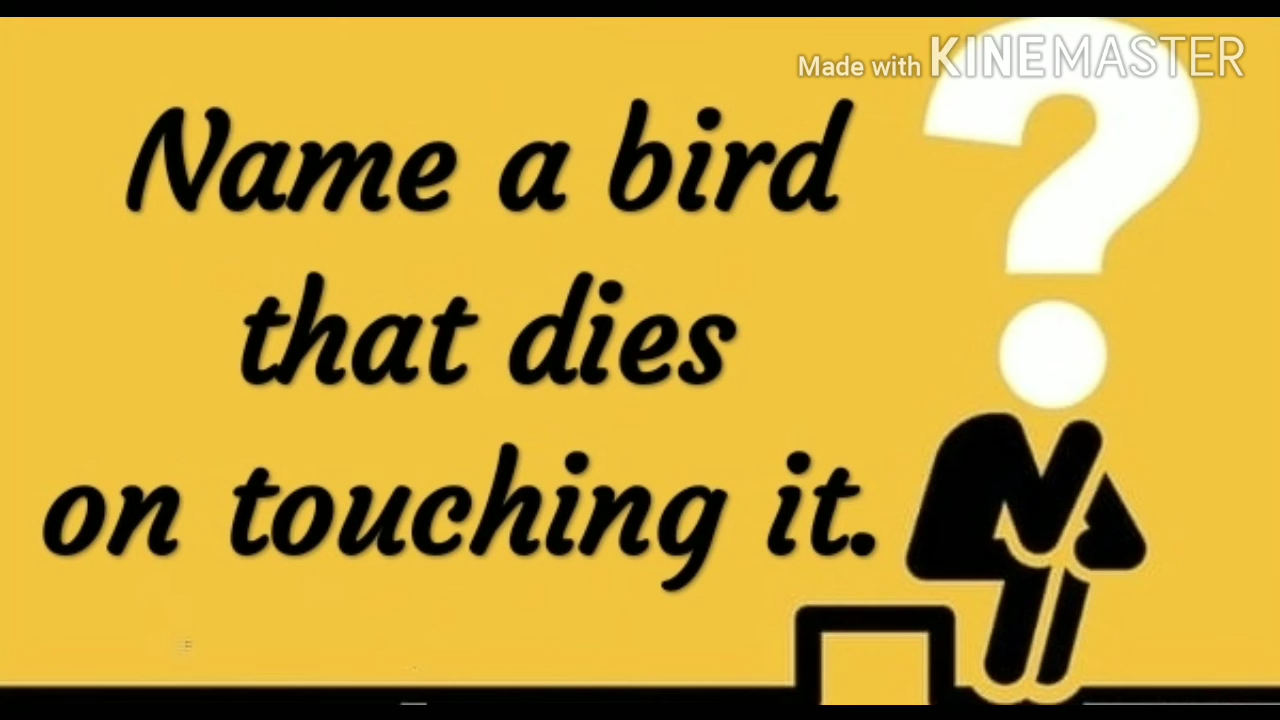 Made with KINEMASTER
Name a bird
that dies
on touching it.
?